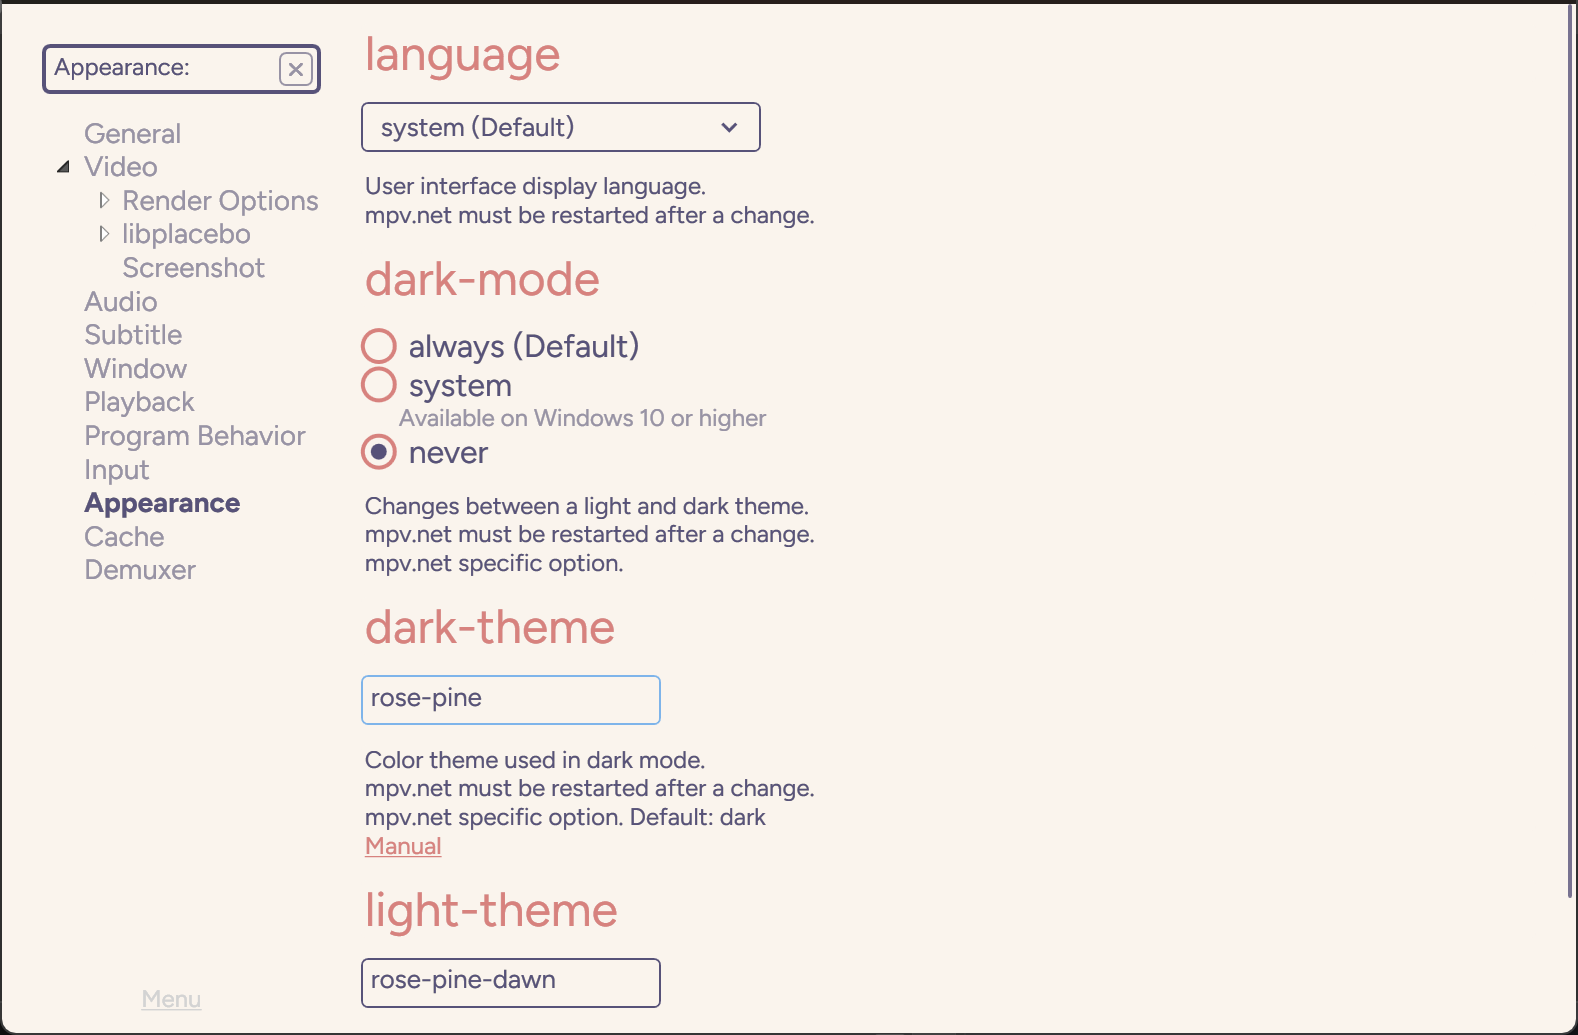 Appearance:
General
Video
Render Options
libplacebo
Screenshot
Audio
Subtitle
Window
Playback
Program Behavior
Input
Appearance
Cache
Demuxer
Menu
language
system (Default)
User interface display language.
mpv.net must be restarted after a change.
dark-mode
always (Default)
system
Available on Windows 10 or higher
never
Changes between a light and dark theme.
mpv.net must be restarted after a change.
mpv.net specific option.
dark-theme
rose-pine
Color theme used in dark mode.
mpv.net must be restarted after a change.
mpv.net specific option. Default: dark
Manual
light-theme
rose-pine-dawn